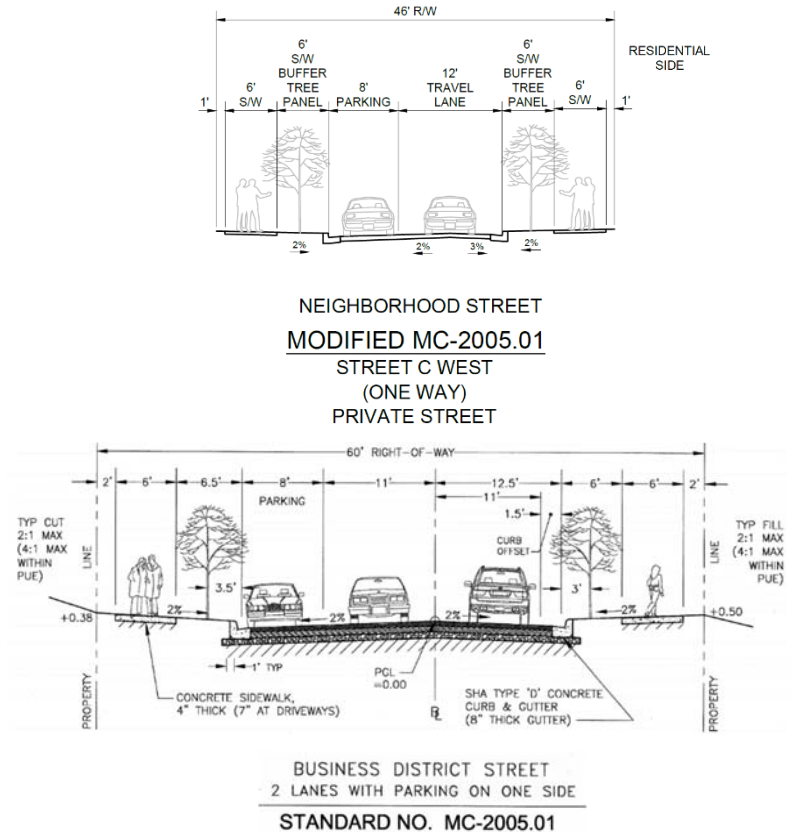 46' R/W
RESIDENTIAL
SIDE
1'
6'
S/W
6'
S/W
BUFFER
TREE
PANEL
8'
PARKING
12'
TRAVEL
LANE
6'
S/W
BUFFER
TREE
PANEL
6'
S/W
1'
2%
2%
3%
2%
NEIGHBORHOOD STREET
MODIFIED MC-2005.01
STREET C WEST
(ONE WAY)
PRIVATE STREET
60' RIGHT-OF-WAY
2'
6'
6.5'
8'
11'
12.5'
6'
6'
2'
PARKING
11'
1.5'
CURB
OFFSET
TYP CUT
2:1 MAX
(4:1 MAX
WITHIN
PUE)
LINE
TYP FILL
2:1 MAX
(4:1 MAX
WITHIN
PUE)
LINE
3.5'
3'
2%
2%
2%
2%
+0.38
+0.50
1' TYP
PGL
=0.00
CONCRETE SIDEWALK,
4" THICK (7" AT DRIVEWAYS)
SHA TYPE 'D' CONCRETE
CURB & GUTTER
(8" THICK GUTTER)
PROPERTY
PROPERTY
BUSINESS DISTRICT STREET
2 LANES WITH PARKING ON ONE SIDE
STANDARD NO. MC-2005.01